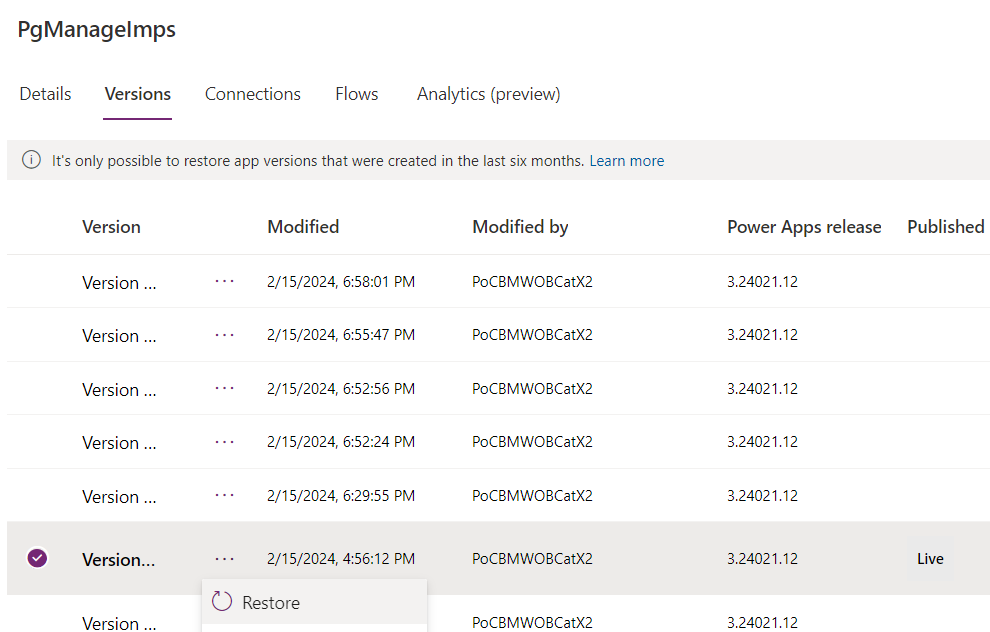 PgManageImps
Details Versions Connections Flows Analytics (preview)
It's only possible to restore app versions that were created in the last six months. Learn more
Version Modified Modified by Power Apps release Published
Version ... ... 2/15/2024, 6:58:01 PM PoCBMWOBCatX2 3.24021.12
Version ... ... 2/15/2024, 6:55:47 PM PoCBMWOBCatX2 3.24021.12
Version ... ... 2/15/2024, 6:52:56 PM PoCBMWOBCatX2 3.24021.12
Version ... ... 2/15/2024, 6:52:24 PM PoCBMWOBCatX2 3.24021.12
Version ... ... 2/15/2024, 6:29:55 PM PoCBMWOBCatX2 3.24021.12
Version... ... 2/15/2024, 4:56:12 PM PoCBMWOBCatX2 3.24021.12 Live
Restore
Version ... PoCBMWOBCatX2 3.24021.12